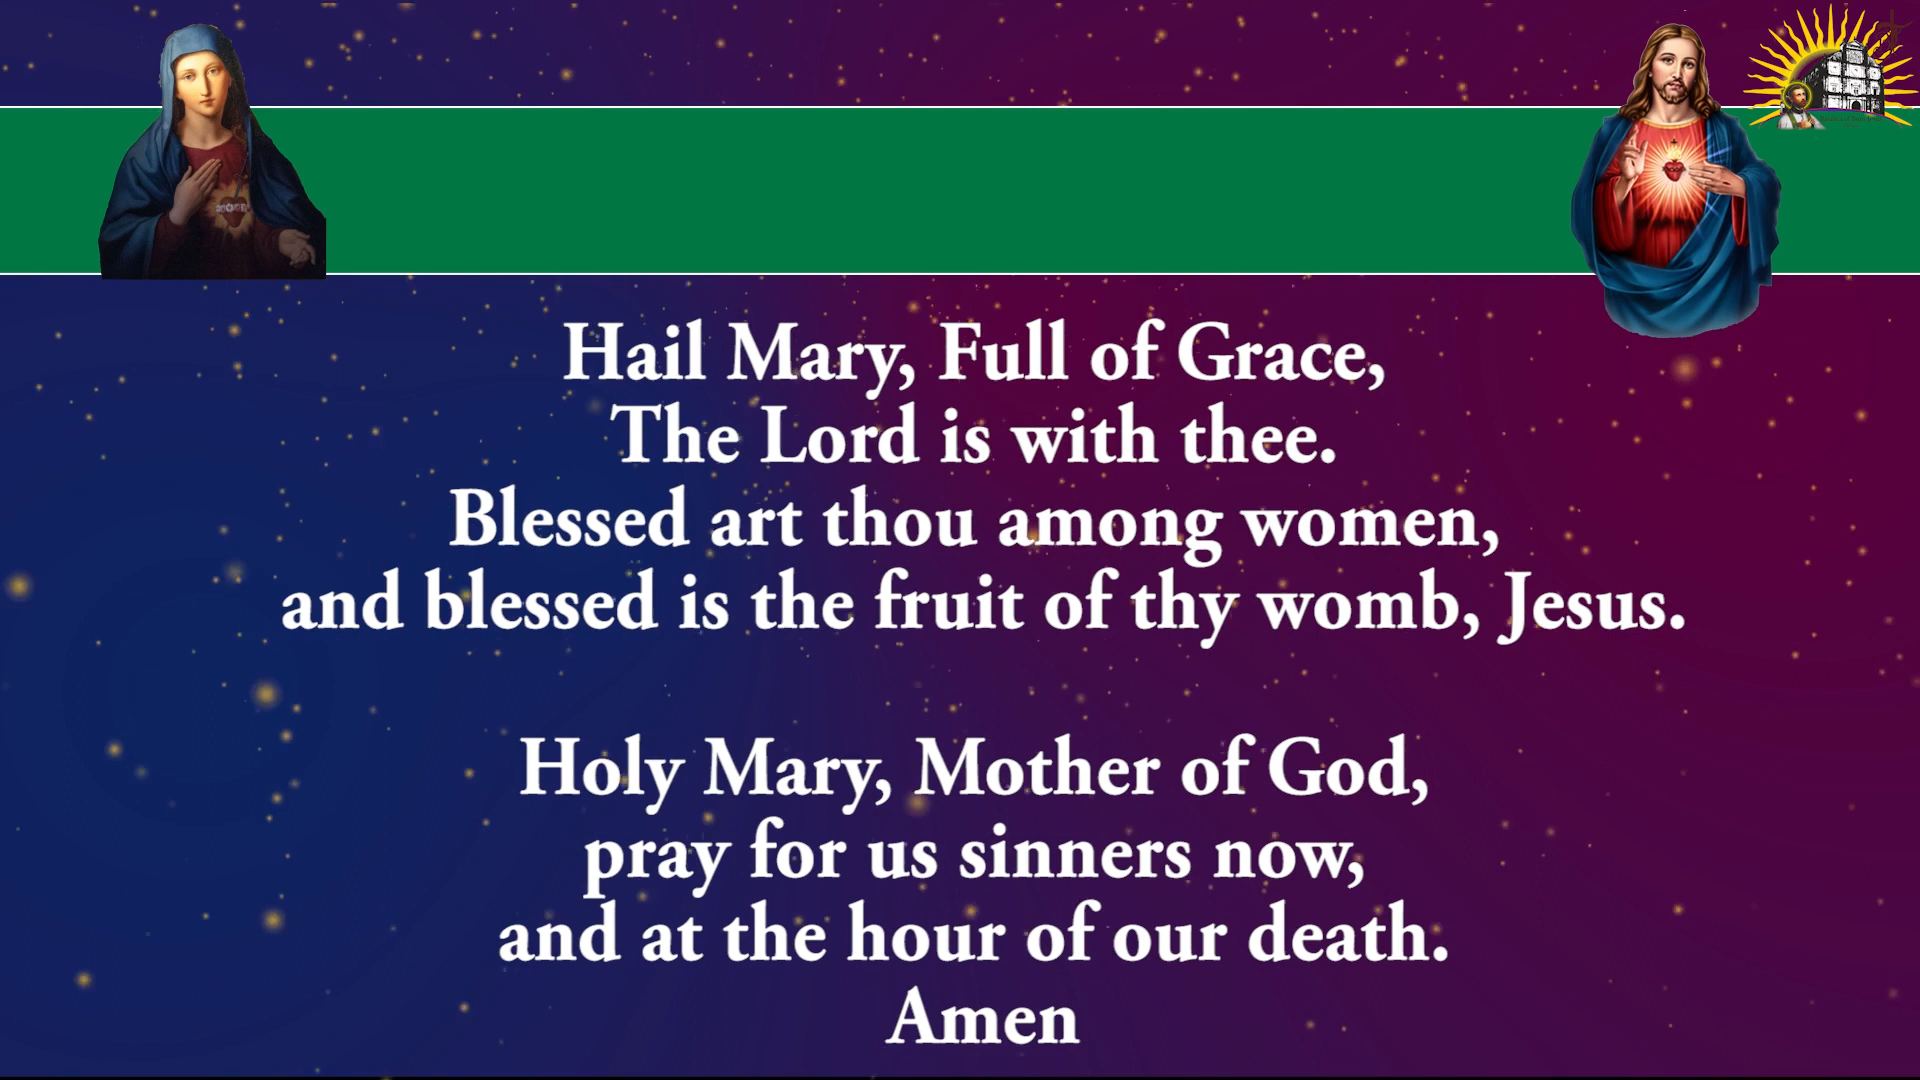 Hail Mary, Full of Grace,
The Lord is with thee.
Blessed art thou among women,
and blessed is the fruit of thy womb, Jesus.
Holy Mary, Mother of God,
pray for us sinners now,
and at the hour of our death.
Amen